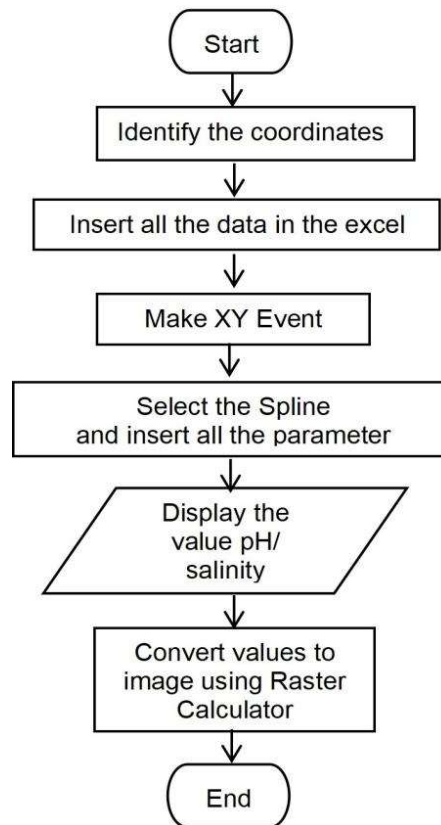 Start
Identify the coordinates
Insert all the data in the excel
Make XY Event
Select the Spline
and insert all the parameter
Display the
value pH/
salinity
Convert values to
image using Raster
Calculator
End